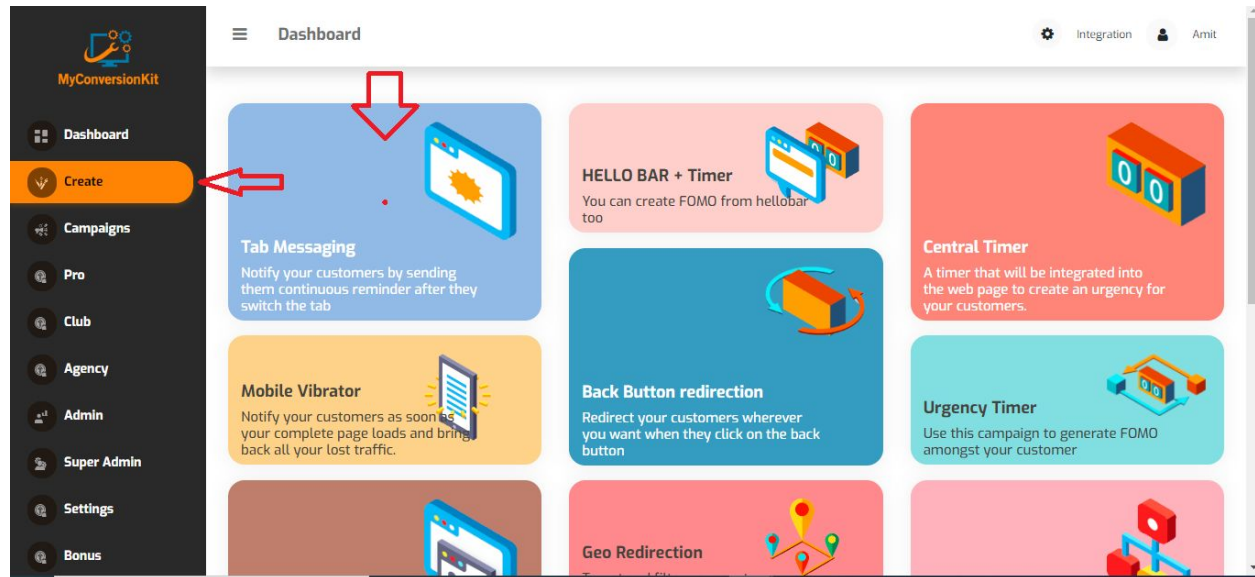 MyConversionKit
Dashboard
Create
Campaigns
Pro
Club
Agency
Admin
Super Admin
Settings
Bonus
Dashboard
Integration
Amit
Tab Messaging
Notify your customers by sending
them continuous reminder after they
switch the tab
HELLO BAR + Timer
You can create FOMO from hellobar
too
00
Central Timer
A timer that will be integrated into
the web page to create an urgency for
your customers.
00
Mobile Vibrator
Notify your customers as soon as
your complete page loads and bring
back all your lost traffic.
Back Button redirection
Redirect your customers wherever
you want when they click on the back
button
Urgency Timer
Use this campaign to generate FOMO
amongst your customer
00
Geo Redirection